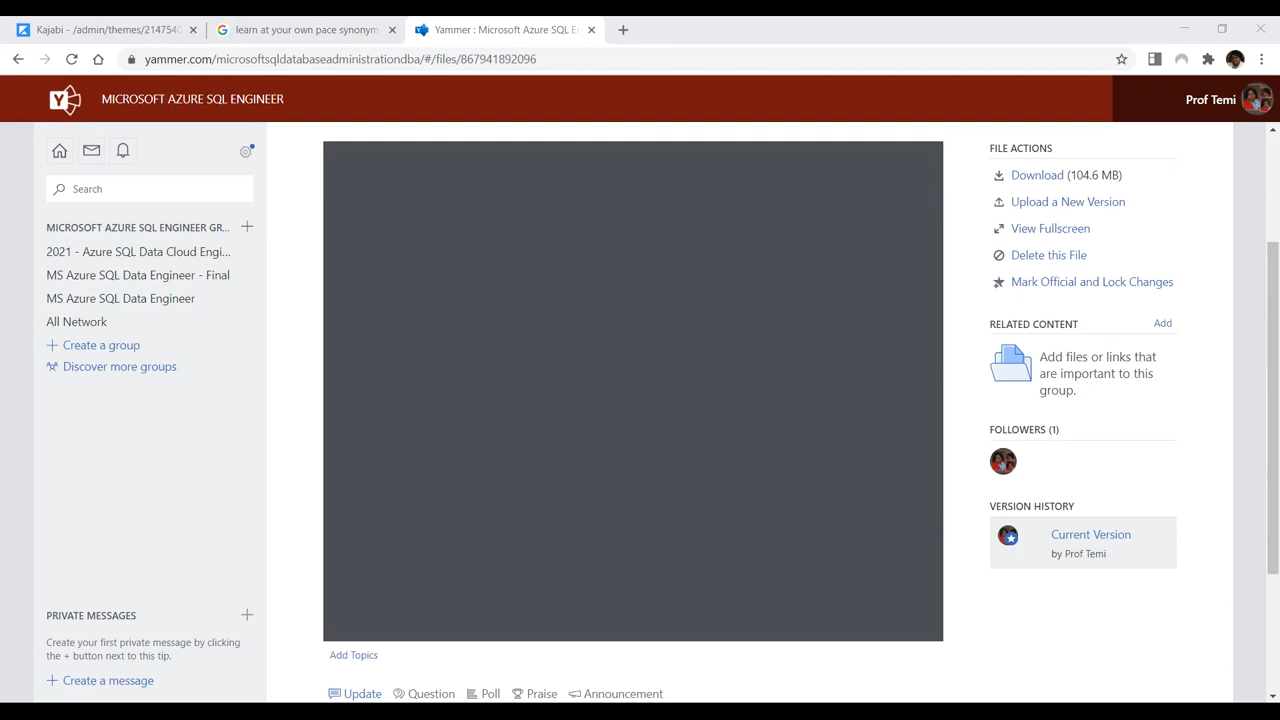 Kajabi - /admin/themes/2147540
learn at your own pace synonym
Yammer : Microsoft Azure SQL E
yammer.com/microsoftsqldatabaseadministrationdba/#/files/867941892096
MICROSOFT AZURE SQL ENGINEER
Prof Temi
Search
MICROSOFT AZURE SQL ENGINEER GR...
2021 - Azure SQL Data Cloud Engi...
MS Azure SQL Data Engineer - Final
MS Azure SQL Data Engineer
All Network
Create a group
Discover more groups
PRIVATE MESSAGES
Create your first private message by clicking
the + button next to this tip.
Create a message
Add Topics
Update Question Poll Praise Announcement
FILE ACTIONS
Download (104.6 MB)
Upload a New Version
View Fullscreen
Delete this File
Mark Official and Lock Changes
RELATED CONTENT Add
Add files or links that
are important to this
group.
FOLLOWERS (1)
VERSION HISTORY
Current Version
by Prof Temi